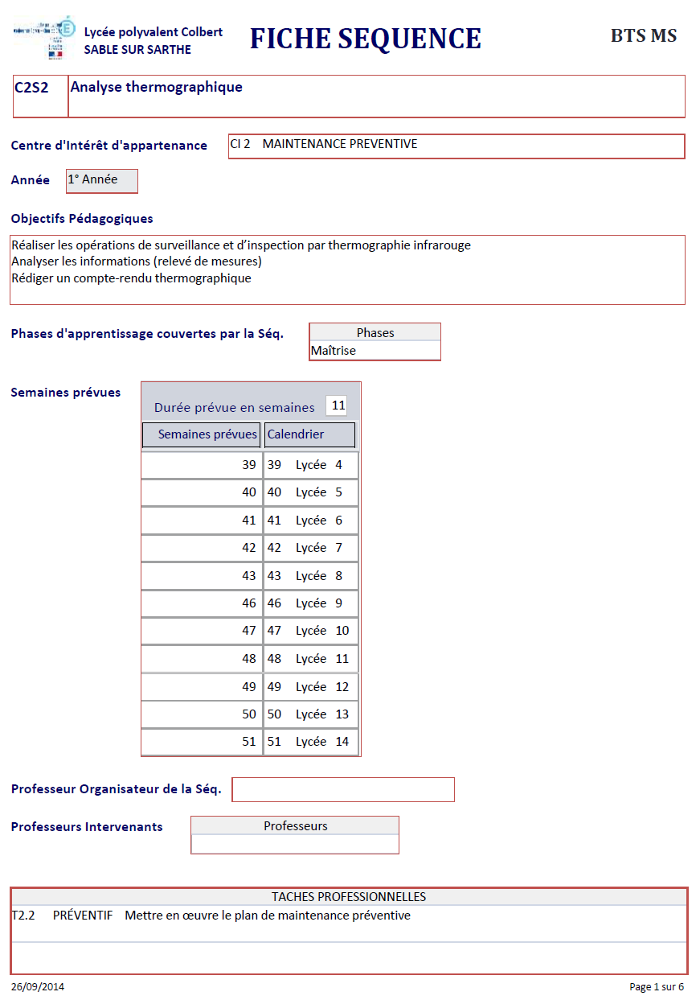 Lycée polyvalent Colbert
SABLE SUR SARTHE
FICHE SEQUENCE
BTS MS
C2S2 Analyse thermographique
Centre d'Intérêt d'appartenance CI 2 MAINTENANCE PREVENTIVE
Année 1° Année
Objectifs Pédagogiques
Réaliser les opérations de surveillance et d’inspection par thermographie infrarouge
Analyser les informations (relevé de mesures)
Rédiger un compte-rendu thermographique
Phases d'apprentissage couvertes par la Séq. Phases
Maîtrise
Semaines prévues
Durée prévue en semaines 11
Semaines prévues Calendrier
39 39 Lycée 4
40 40 Lycée 5
41 41 Lycée 6
42 42 Lycée 7
43 43 Lycée 8
46 46 Lycée 9
47 47 Lycée 10
48 48 Lycée 11
49 49 Lycée 12
50 50 Lycée 13
51 51 Lycée 14
Professeur Organisateur de la Séq.
Professeurs Intervenants Professeurs
TACHES PROFESSIONNELLES
T2.2 PRÉVENTIF Mettre en œuvre le plan de maintenance préventive
26/09/2014 Page 1 sur 6